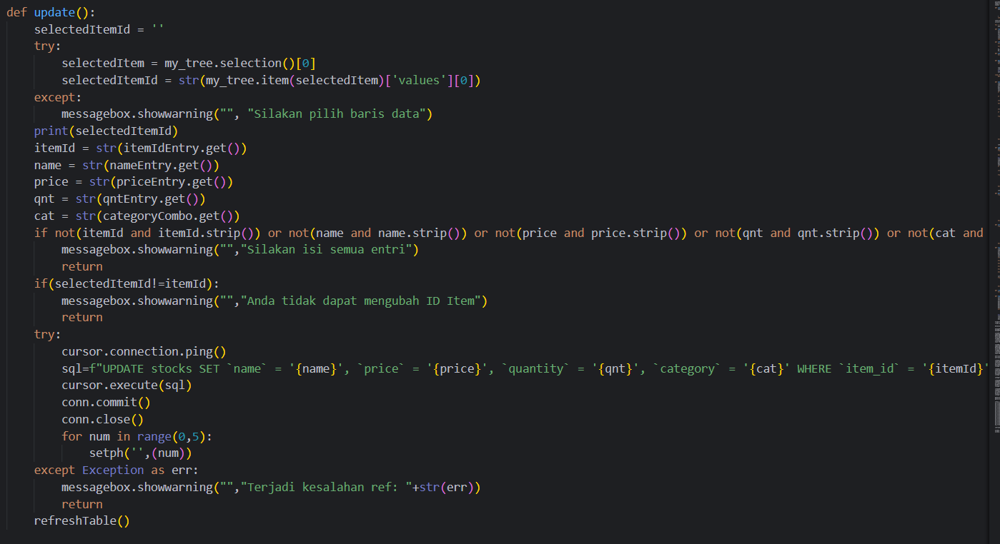 def update():
    selectedItemId = ''
    try:
        selectedItem = my_tree.selection()[0]
        selectedItemId = str(my_tree.item(selectedItem)['values'][0])
    except:
        messagebox.showwarning("", "Silakan pilih baris data")
    print(selectedItemId)
    itemId = str(itemIdEntry.get())
    name = str(nameEntry.get())
    price = str(priceEntry.get())
    qnt = str(qntEntry.get())
    cat = str(categoryCombo.get())
    if not(itemId and itemId.strip()) or not(name and name.strip()) or not(price and price.strip()) or not(qnt and qnt.strip()) or not(cat and
        messagebox.showwarning("","Silakan isi semua entri")
        return
    if(selectedItemId!=itemId):
        messagebox.showwarning("","Anda tidak dapat mengubah ID Item")
        return
    try:
        cursor.connection.ping()
        sql=f"UPDATE stocks SET `name` = '{name}', `price` = '{price}', `quantity` = '{qnt}', `category` = '{cat}' WHERE `item_id` = '{itemId}'
        cursor.execute(sql)
        conn.commit()
        conn.close()
        for num in range(0,5):
            setph('',(num))
    except Exception as err:
        messagebox.showwarning("","Terjadi kesalahan ref: "+str(err))
        return
    refreshTable()